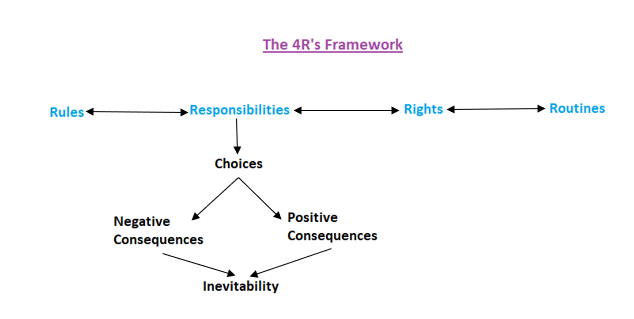 The 4R's Framework
Rules Responsibilities Rights Routines
Choices
Negative Consequences
Positive Consequences
Inevitability